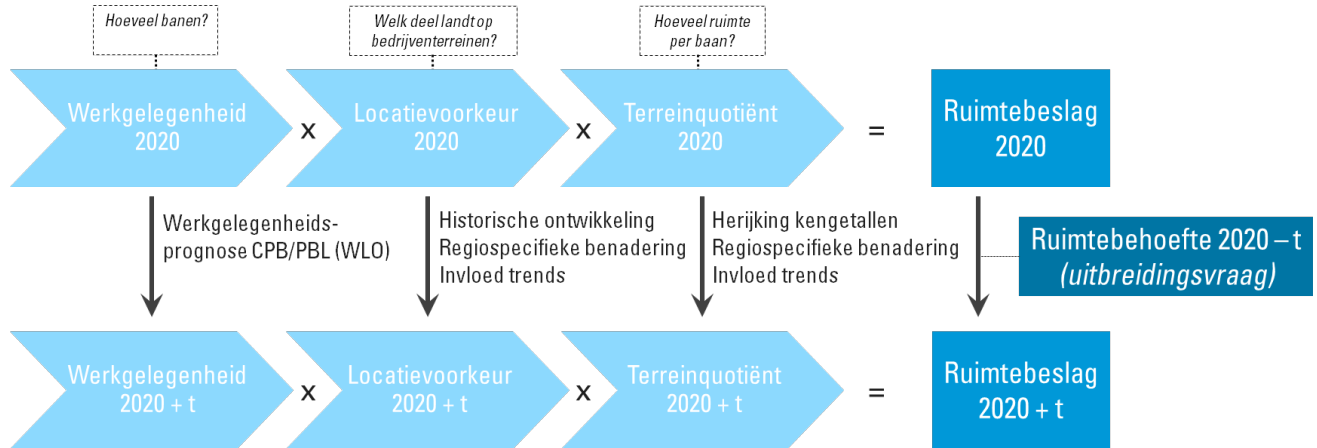 Hoeveel banen?
Welk deel landt op
bedrijventerreinen?
Hoeveel ruimte
per baan?
Werkgelegenheid
2020
x
Locatievoorkeur
2020
x
Terreinquotiënt
2020
=
Ruimtebeslag
2020
Werkgelegenheids-
prognose CPB/PBL (WLO)
Historische ontwikkeling
Regiospecifieke benadering
Invloed trends
Herijking kengetallen
Regiospecifieke benadering
Invloed trends
Ruimtebehoefte 2020 – t
(uitbreidingsvraag)
Werkgelegenheid
2020 + t
x
Locatievoorkeur
2020 + t
x
Terreinquotiënt
2020 + t
=
Ruimtebeslag
2020 + t